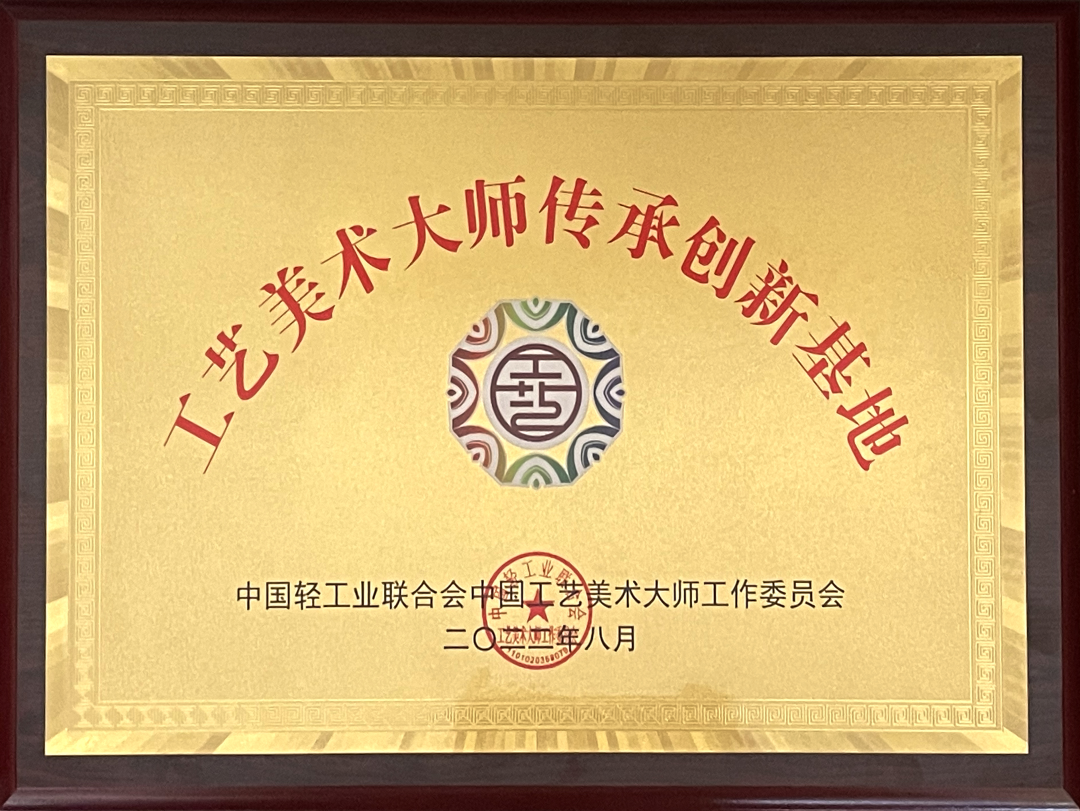 工艺美术大师传承创新基地
中国轻工业联合会中国工艺美术大师工作委员会
二〇二二年八月